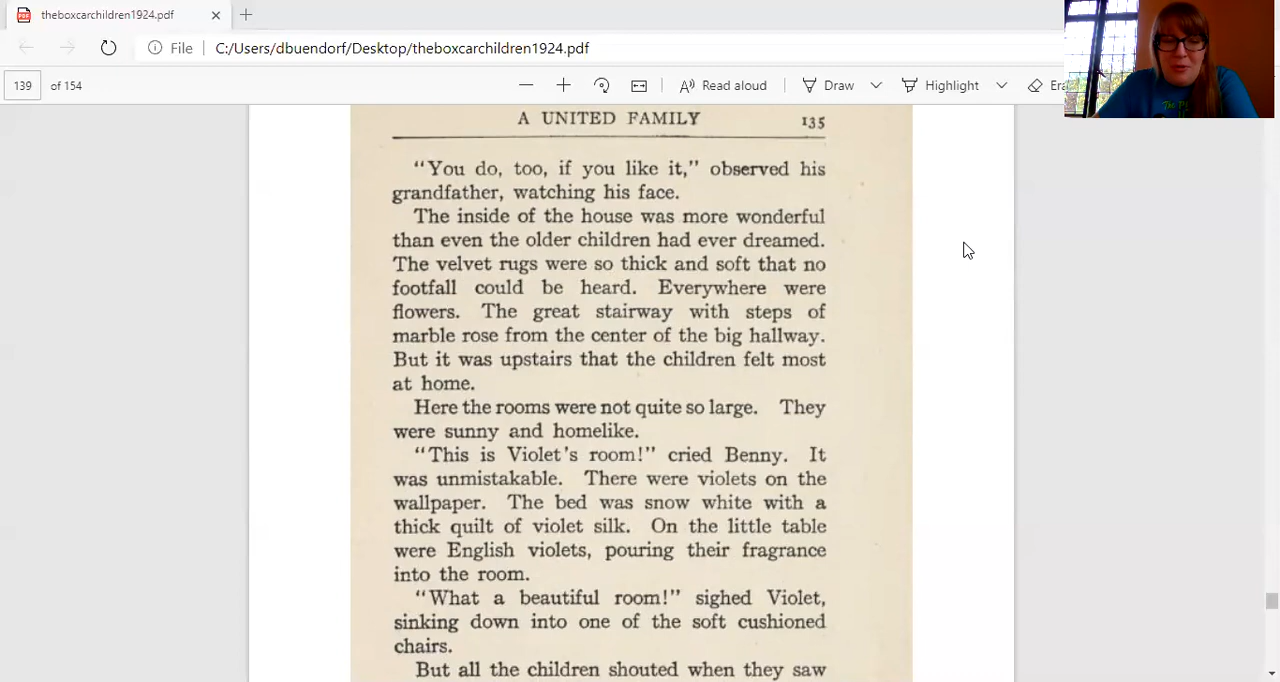 theboxcarchildren1924.pdf
File
C:/Users/dbuendorf/Desktop/theboxcarchildren1924.pdf
139 of 154
Read aloud
Draw
Highlight
A UNITED FAMILY 135
"You do, too, if you like it," observed his
grandfather, watching his face.
The inside of the house was more wonderful
than even the older children had ever dreamed.
The velvet rugs were so thick and soft that no
footfall could be heard. Everywhere were
flowers. The great stairway with steps of
marble rose from the center of the big hallway.
But it was upstairs that the children felt most
at home.
Here the rooms were not quite so large. They
were sunny and homelike.
"This is Violet's room!" cried Benny. It
was unmistakable. There were violets on the
wallpaper. The bed was snow white with a
thick quilt of violet silk. On the little table
were English violets, pouring their fragrance
into the room.
"What a beautiful room!" sighed Violet,
sinking down into one of the soft cushioned
chairs.
But all the children shouted when they saw